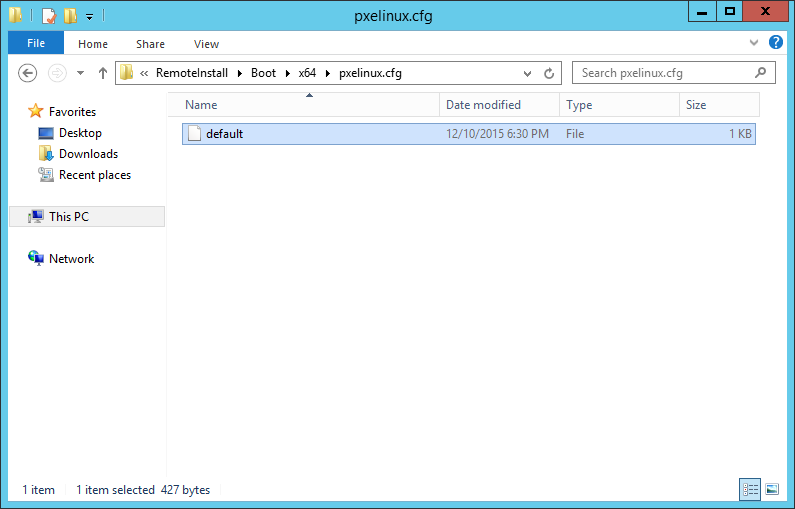 pxelinux.cfg
File Home Share View
« RemoteInstall Boot x64 pxelinux.cfg Search pxelinux.cfg
Name Date modified Type Size
Favorites
default 12/10/2015 6:30 PM File 1 KB
Desktop
Downloads
Recent places
This PC
Network
1 item 1 item selected 427 bytes